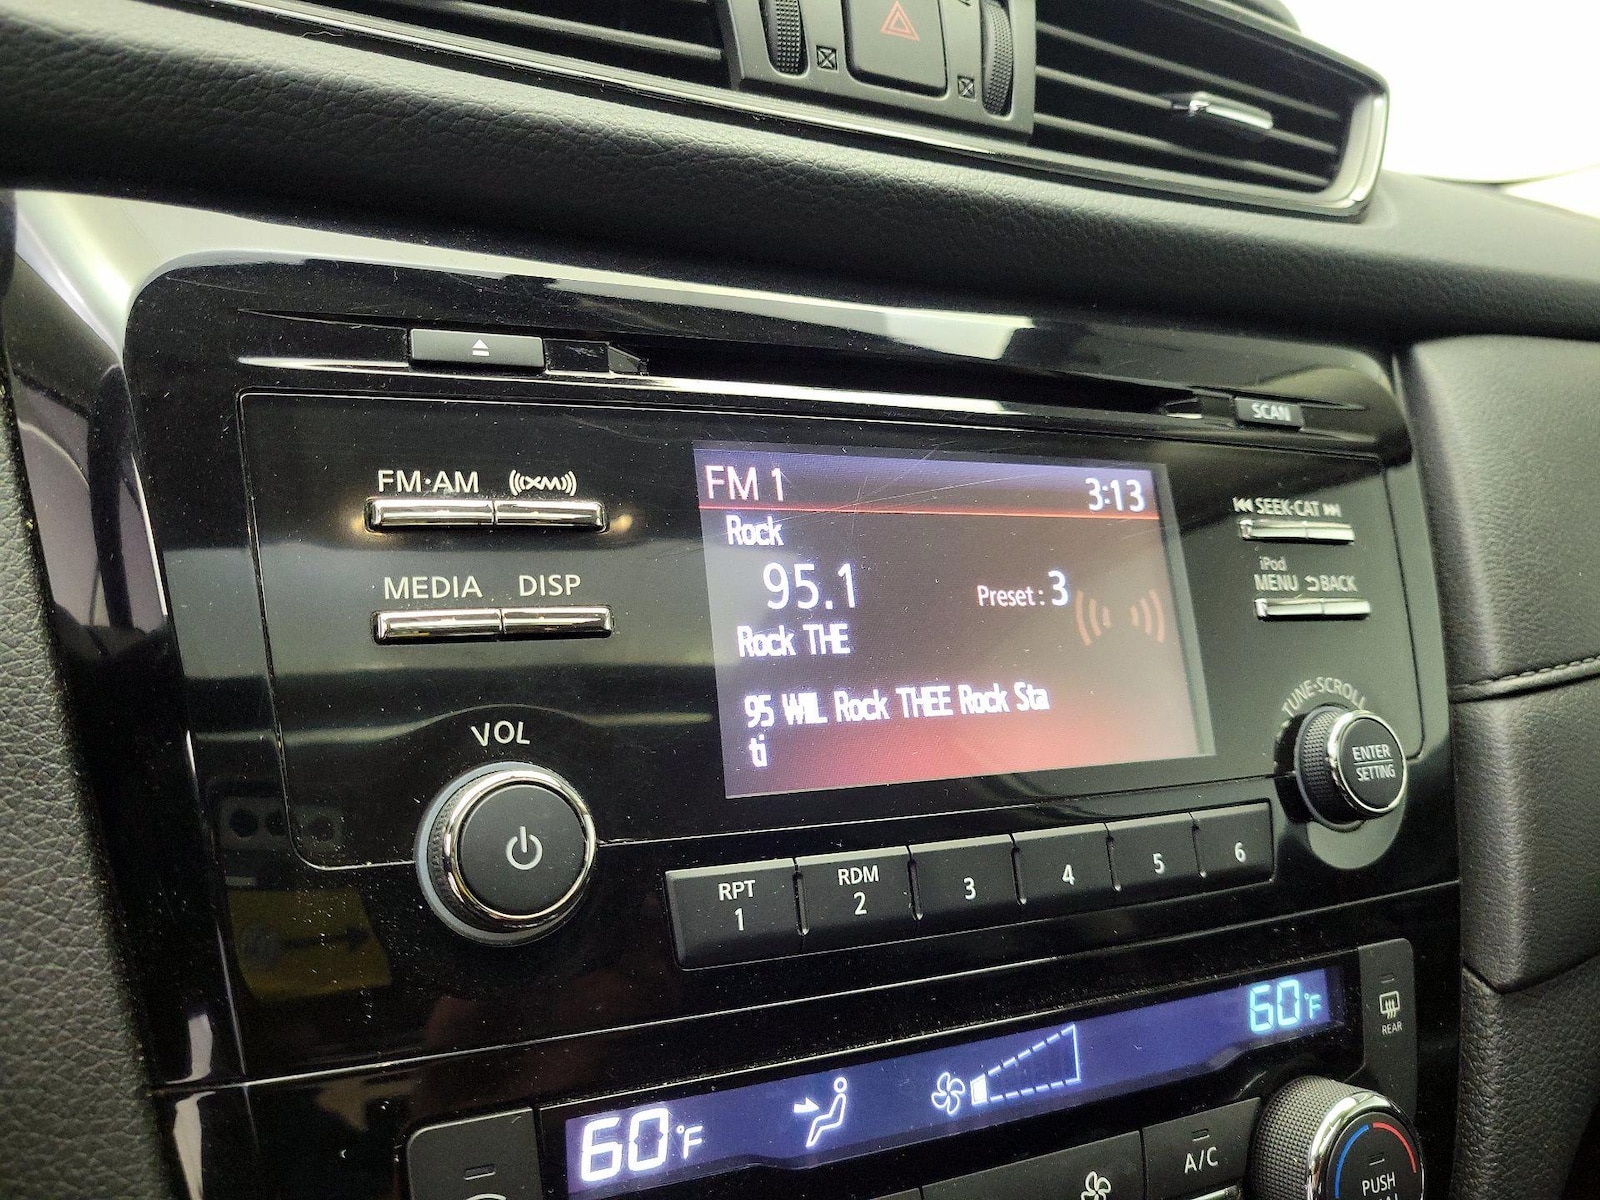 SCAN
FM·AM
XM
SEEK·CAT
MEDIA DISP
iPod
MENU BACK
FM 1 3:13
Rock
95.1 Preset : 3
Rock THE
95 WIIL Rock THEE Rock Sta
ti
VOL
TUNE·SCROLL
ENTER
SETTING
RPT
1
RDM
2
3
4
5
6
60°F
REAR
60°F
A/C
PUSH